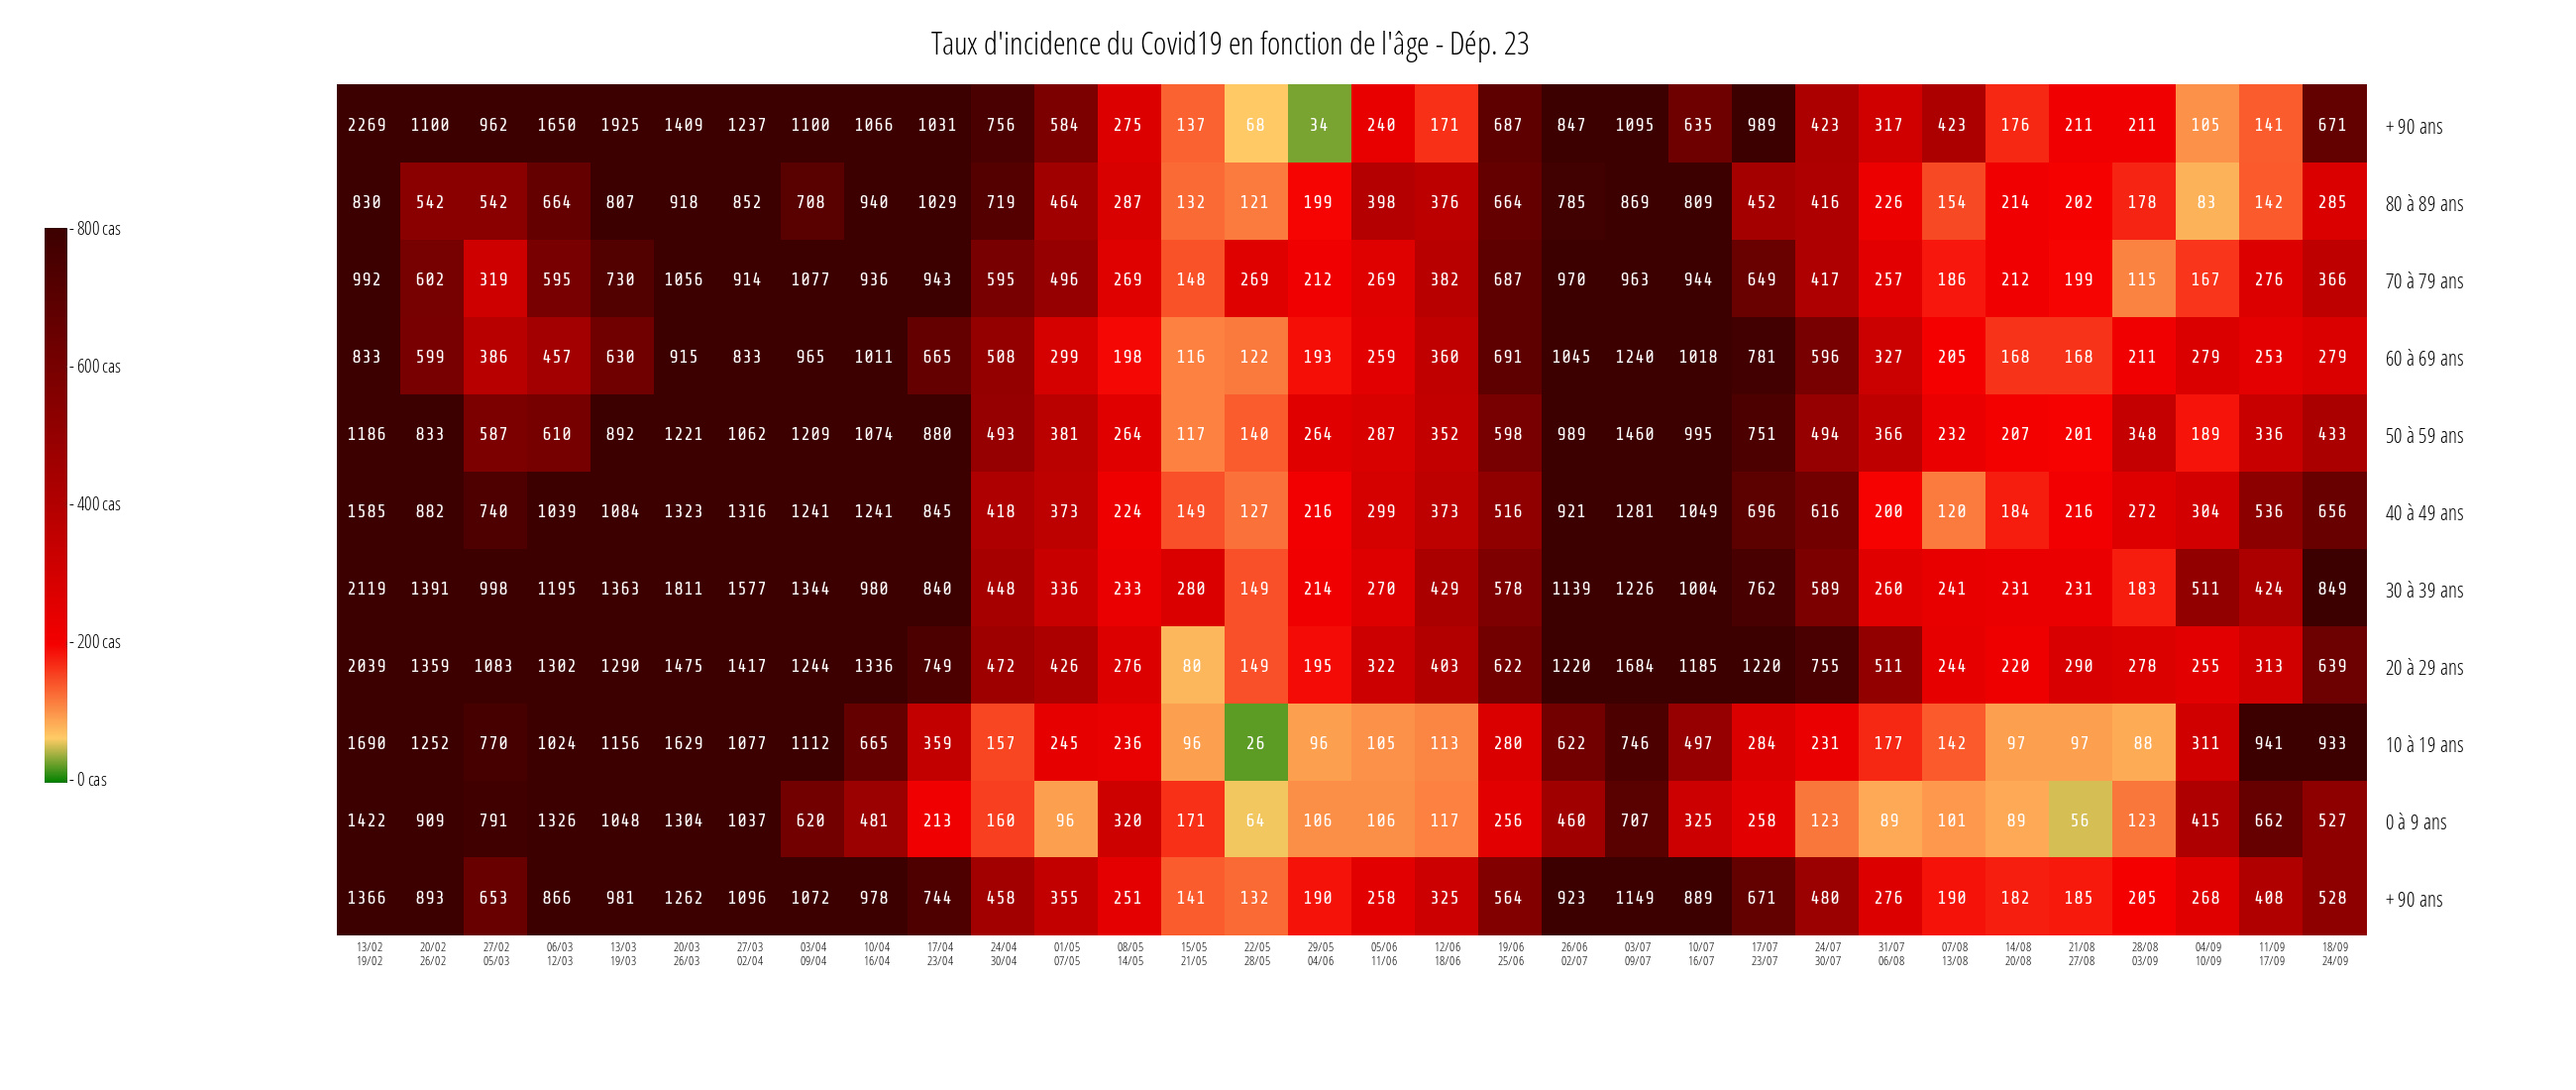 Taux d'incidence du Covid19 en fonction de l'âge - Dép. 23
2269 1100 962 1650 1925 1409 1237 1100 1066 1031 756 584 275 137 68 34 240 171 687 847 1095 635 989 423 317 423 176 211 211 105 141 671 + 90 ans
830 542 542 664 807 918 852 708 940 1029 719 464 287 132 121 199 398 376 664 785 869 809 452 416 226 154 214 202 178 83 142 285 80 à 89 ans
- 800 cas
992 602 319 595 730 1056 914 1077 936 943 595 496 269 148 269 212 269 382 687 970 963 944 649 417 257 186 212 199 115 167 276 366 70 à 79 ans
833 599 386 457 630 915 833 965 1011 665 508 299 198 116 122 193 259 360 691 1045 1240 1018 781 596 327 205 168 168 211 279 253 279 60 à 69 ans
- 600 cas
1186 833 587 610 892 1221 1062 1209 1074 880 493 381 264 117 140 264 287 352 598 989 1460 995 751 494 366 232 207 201 348 189 336 433 50 à 59 ans
- 400 cas
1585 882 740 1039 1084 1323 1316 1241 1241 845 418 373 224 149 127 216 299 373 516 921 1281 1049 696 616 200 120 184 216 272 304 536 656 40 à 49 ans
2119 1391 998 1195 1363 1811 1577 1344 980 840 448 336 233 280 149 214 270 429 578 1139 1226 1004 762 589 260 241 231 231 183 511 424 849 30 à 39 ans
- 200 cas
2039 1359 1083 1302 1290 1475 1417 1244 1336 749 472 426 276 80 149 195 322 403 622 1220 1684 1185 1220 755 511 244 220 290 278 255 313 639 20 à 29 ans
1690 1252 770 1024 1156 1629 1077 1112 665 359 157 245 236 96 26 96 105 113 280 622 746 497 284 231 177 142 97 97 88 311 941 933 10 à 19 ans
- 0 cas
1422 909 791 1326 1048 1304 1037 620 481 213 160 96 320 171 64 106 106 117 256 460 707 325 258 123 89 101 89 56 123 415 662 527 0 à 9 ans
1366 893 653 866 981 1262 1096 1072 978 744 458 355 251 141 132 190 258 325 564 923 1149 889 671 480 276 190 182 185 205 268 408 528 + 90 ans
13/02 20/02 27/02 06/03 13/03 20/03 27/03 03/04 10/04 17/04 24/04 01/05 08/05 15/05 22/05 29/05 05/06 12/06 19/06 26/06 03/07 10/07 17/07 24/07 31/07 07/08 14/08 21/08 28/08 04/09 11/09 18/09
19/02 26/02 05/03 12/03 19/03 26/03 02/04 09/04 16/04 23/04 30/04 07/05 14/05 21/05 28/05 04/06 11/06 18/06 25/06 02/07 09/07 16/07 23/07 30/07 06/08 13/08 20/08 27/08 03/09 10/09 17/09 24/09